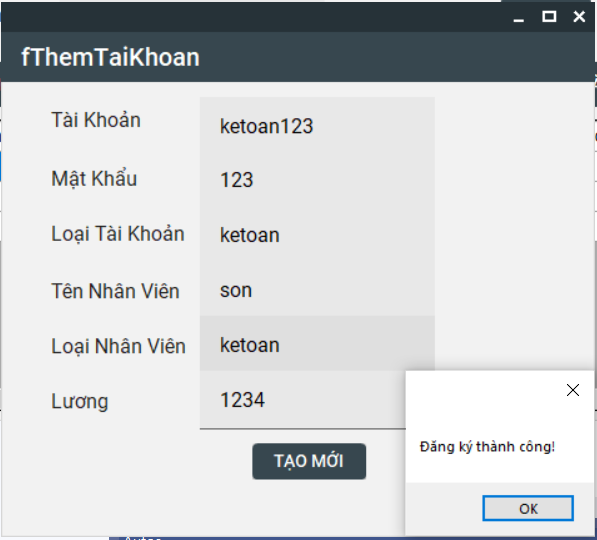 fThemTaiKhoan
Tài Khoản
ketoan123
Mật Khẩu
123
Loại Tài Khoản
ketoan
Tên Nhân Viên
son
Loại Nhân Viên
ketoan
Lương
1234
TẠO MỚI
Đăng ký thành công!
OK